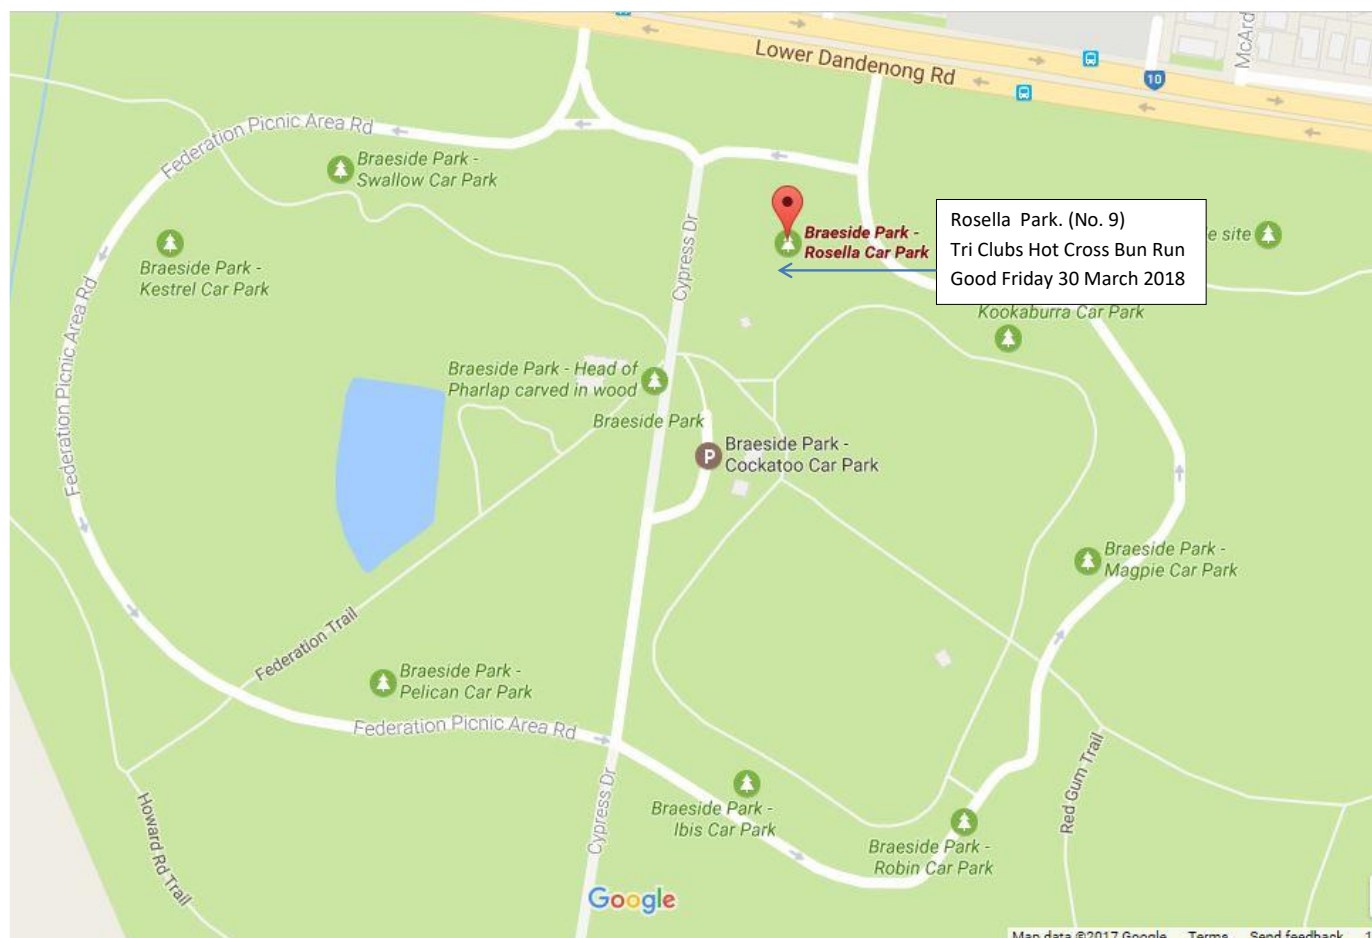 Lower Dandenong Rd
10
McArd
Federation Picnic Area Rd
Braeside Park -
Swallow Car Park
Braeside Park -
Kestrel Car Park
Cypress Dr
Braeside Park -
Rosella Car Park
Rosella Park. (No. 9)
Tri Clubs Hot Cross Bun Run
Good Friday 30 March 2018
e site
Kookaburra Car Park
Federation Picnic Area Rd
Braeside Park - Head of
Pharlap carved in wood
Braeside Park
P
Braeside Park -
Cockatoo Car Park
Braeside Park -
Magpie Car Park
Federation Trail
Braeside Park -
Pelican Car Park
Federation Picnic Area Rd
Howard Rd Trail
Cypress Dr
Braeside Park -
Ibis Car Park
Red Gum Trail
Braeside Park -
Robin Car Park
Google
Map data ©2017 Google Terms Send feedback